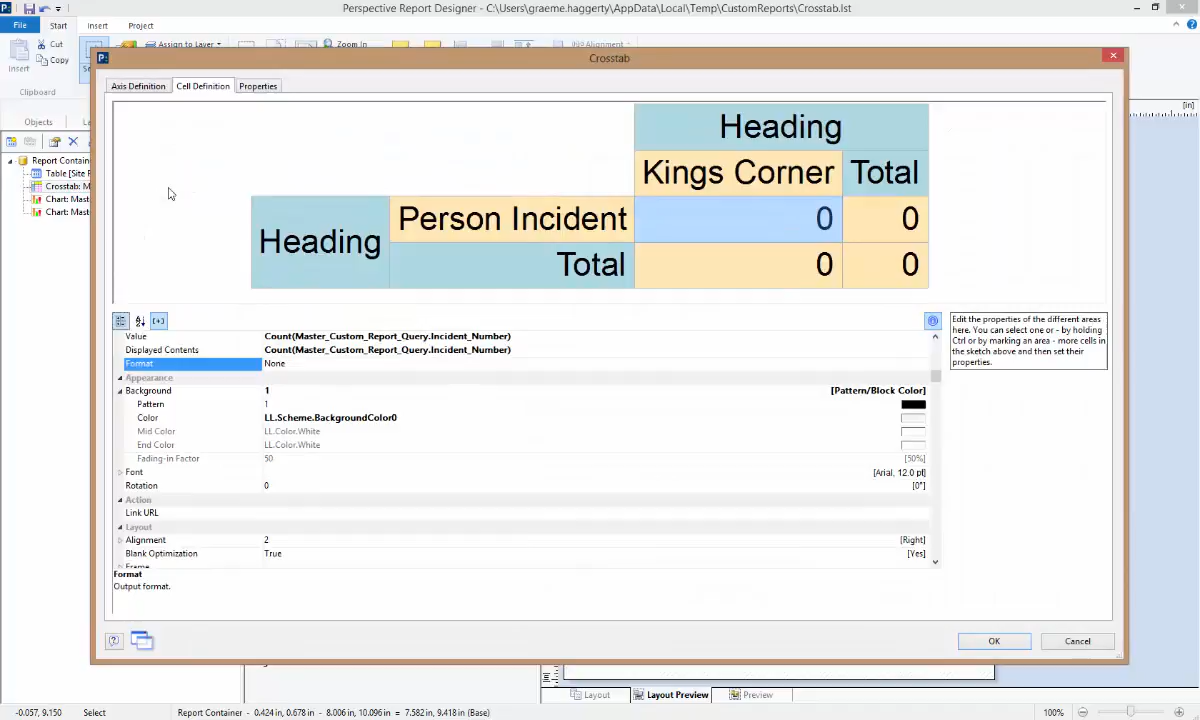 Perspective Report Designer - C:\Users\graeme.haggerty\AppData\Local\Temp\CustomReports\Crosstab.lst
File Start Insert Project
Cut Assign to Layer Zoom In Alignment
Insert Copy
Clipboard
Objects
[in]
Report Contain
Table [Site
Crosstab: M
Chart: Mast
Chart: Mast
Crosstab
Axis Definition Cell Definition Properties
Heading
Kings Corner Total
Heading Person Incident 0 0
Total 0 0
Value Count(Master_Custom_Report_Query.Incident_Number)
Displayed Contents Count(Master_Custom_Report_Query.Incident_Number)
Format None
Appearance
Background 1 [Pattern/Block Color]
Pattern 1
Color LL.Scheme.BackgroundColor0
Mid Color LL.Color.White
End Color LL.Color.White
Fading-in Factor 50 [50%]
Font [Arial, 12.0 pt]
Rotation 0 [0°]
Action
Link URL
Layout
Alignment 2 [Right]
Blank Optimization True [Yes]
Frame
Format
Output format.
Edit the properties of the different areas
here. You can select one or - by holding
Ctrl or by marking an area - more cells in
the sketch above and then set their
properties.
OK Cancel
Layout Layout Preview Preview
-0.057, 9.150 Select Report Container - 0.424 in, 0.678 in - 8.006 in, 10.096 in = 7.582 in, 9.418 in (Base) 100%